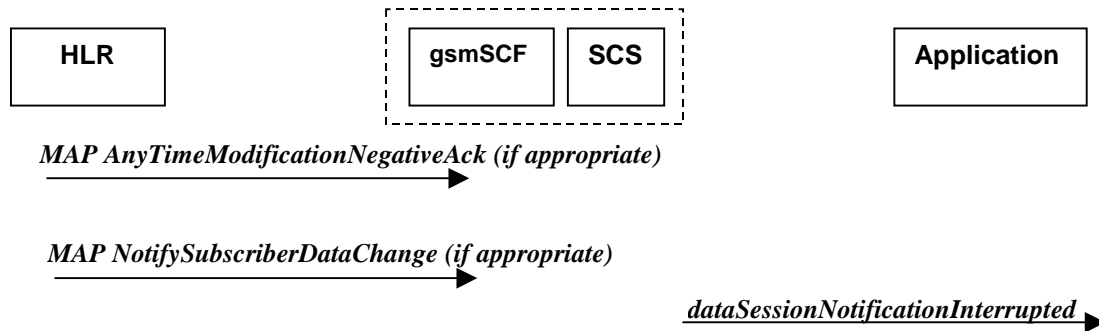 HLR gsmSCF SCS Application
MAP AnyTimeModificationNegativeAck (if appropriate)
MAP NotifySubscriberDataChange (if appropriate)
dataSessionNotificationInterrupted